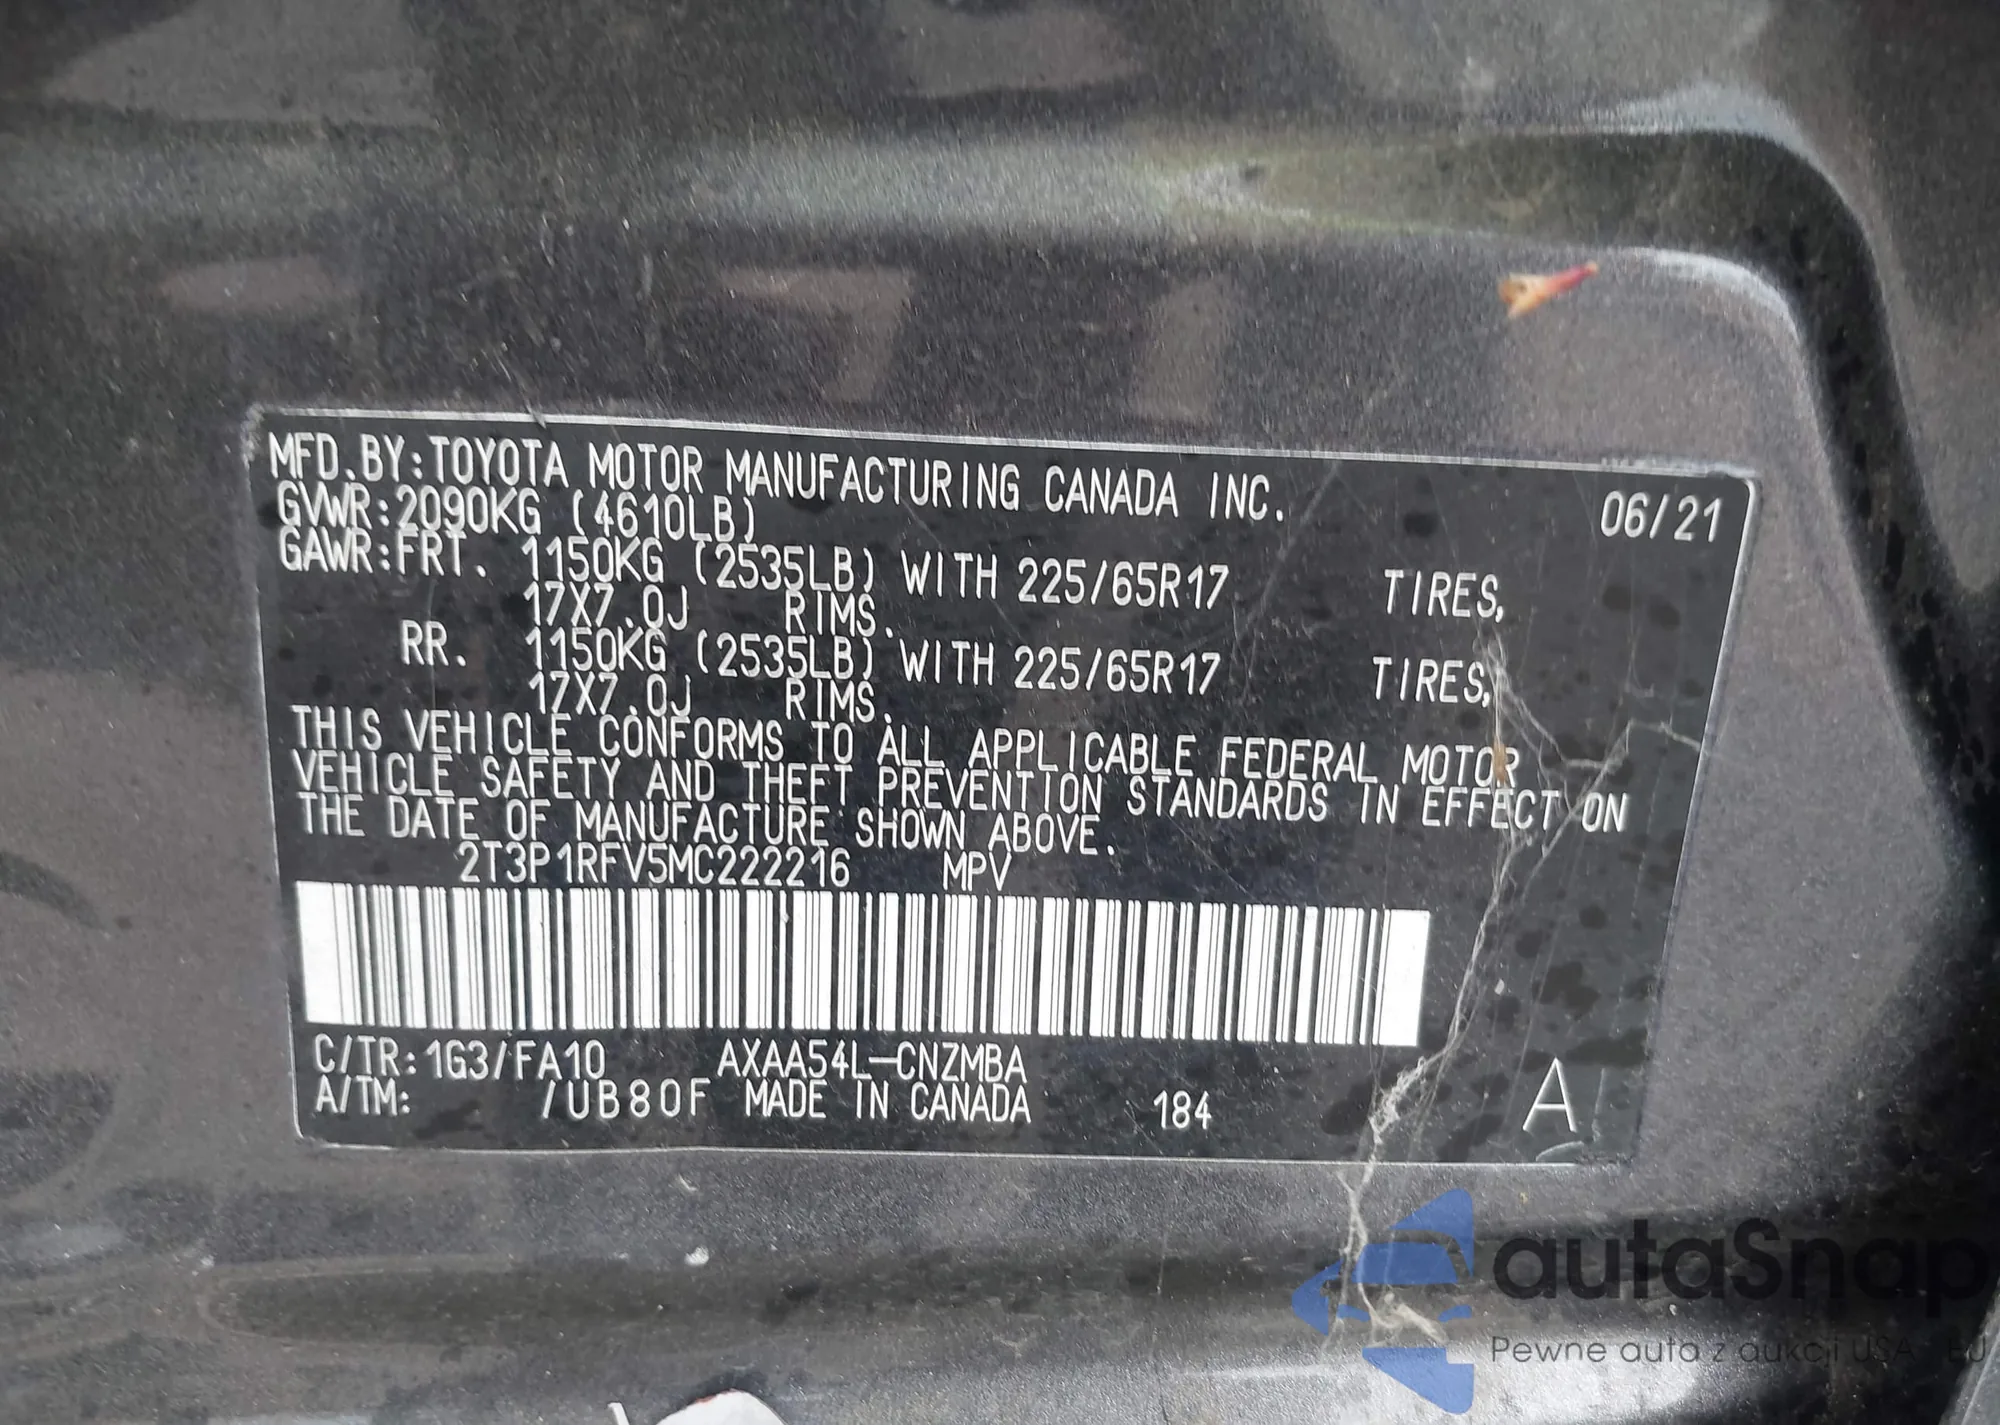 MFD.BY:TOYOTA MOTOR MANUFACTURING CANADA INC. 06/21
GVWR:2090KG (4610LB)
GAWR:FRT. 1150KG (2535LB) WITH 225/65R17 TIRES,
17X7.0J RIMS.
RR. 1150KG (2535LB) WITH 225/65R17 TIRES,
17X7.0J RIMS.
THIS VEHICLE CONFORMS TO ALL APPLICABLE FEDERAL MOTOR
VEHICLE SAFETY AND THEFT PREVENTION STANDARDS IN EFFECT ON
THE DATE OF MANUFACTURE SHOWN ABOVE.
2T3P1RFV5MC222216 MPV
C/TR:1G3/FA10 AXAA54L-CNZMBA
A/TM: /UB80F MADE IN CANADA 184 A
autaSnap
Pewne auta z aukcji USA EU